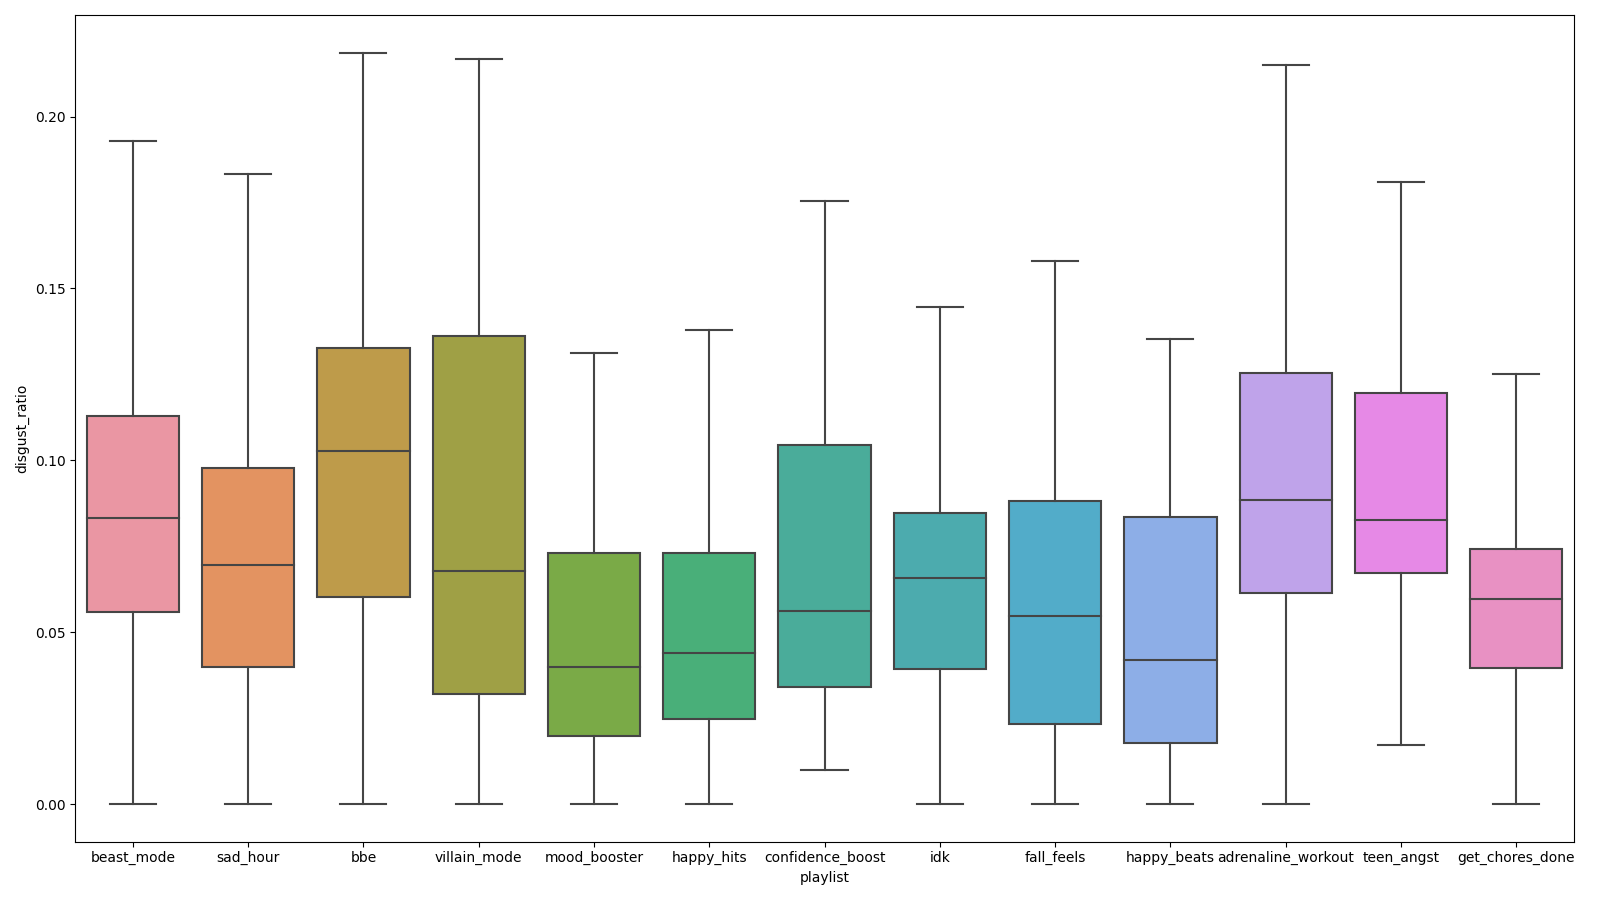 disgust_ratio
0.20
0.15
0.10
0.05
0.00
beast_mode sad_hour bbe villain_mode mood_booster happy_hits confidence_boost idk fall_feels happy_beats adrenaline_workout teen_angst get_chores_done
playlist